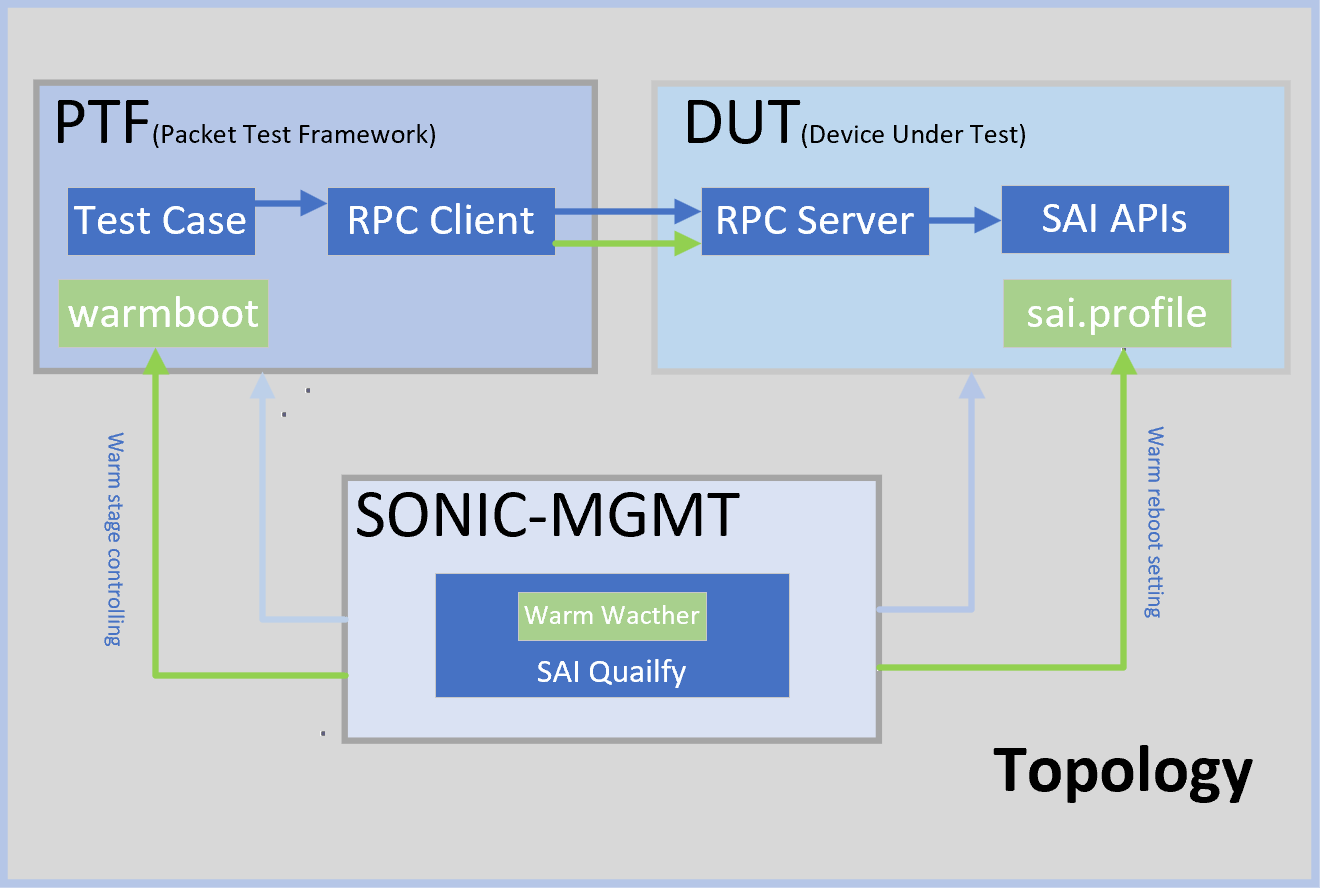 PTF(Packet Test Framework)
Test Case
RPC Client
warmboot
DUT(Device Under Test)
RPC Server
SAI APIs
sai.profile
Warm stage controlling
Warm reboot setting
SONIC-MGMT
Warm Wacther
SAI Quailfy
Topology